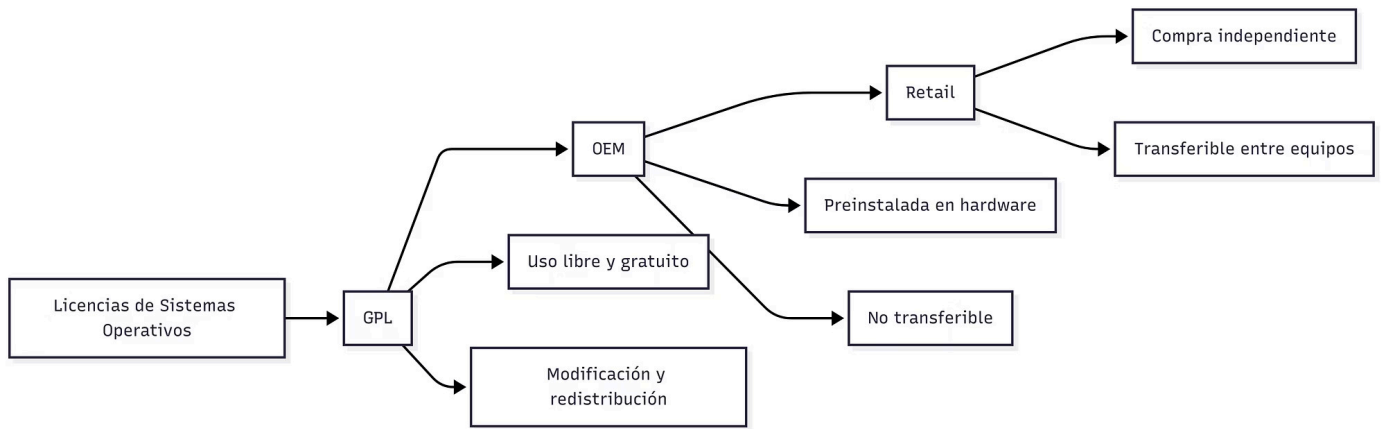 Licencias de Sistemas
Operativos
GPL
OEM
Uso libre y gratuito
Modificación y
redistribución
Retail
Preinstalada en hardware
No transferible
Compra independiente
Transferible entre equipos